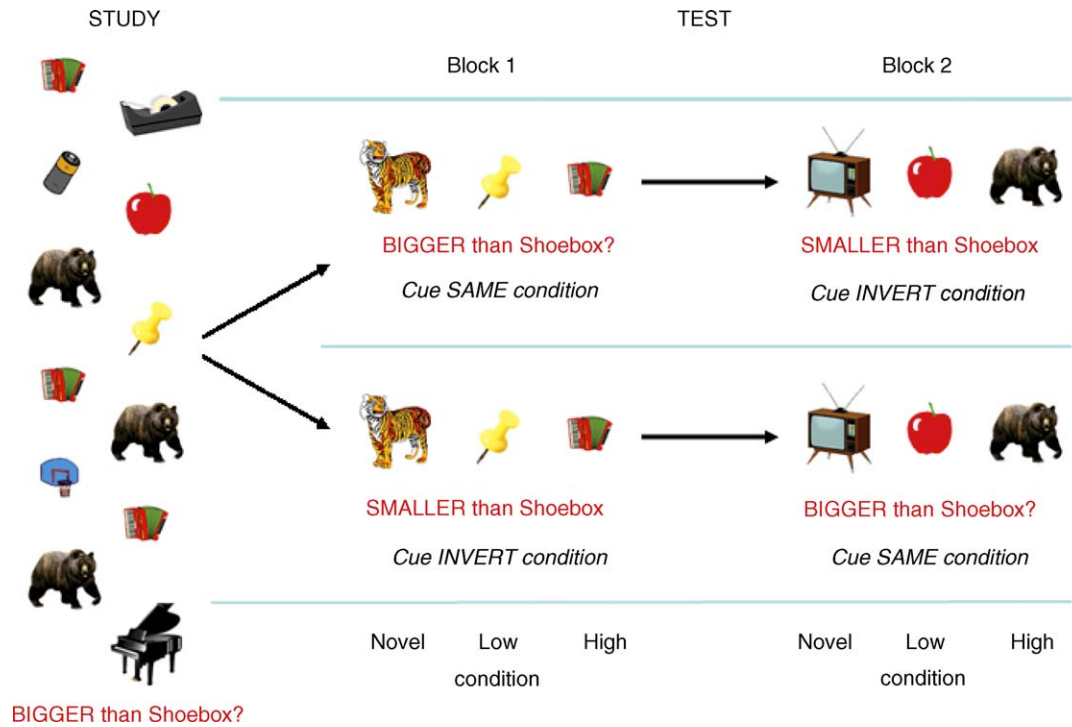 STUDY
TEST
Block 1
Block 2
BIGGER than Shoebox?
SMALLER than Shoebox
Cue SAME condition
Cue INVERT condition
SMALLER than Shoebox
BIGGER than Shoebox?
Cue INVERT condition
Cue SAME condition
Novel
Low
High
condition
Novel
Low
High
condition
BIGGER than Shoebox?